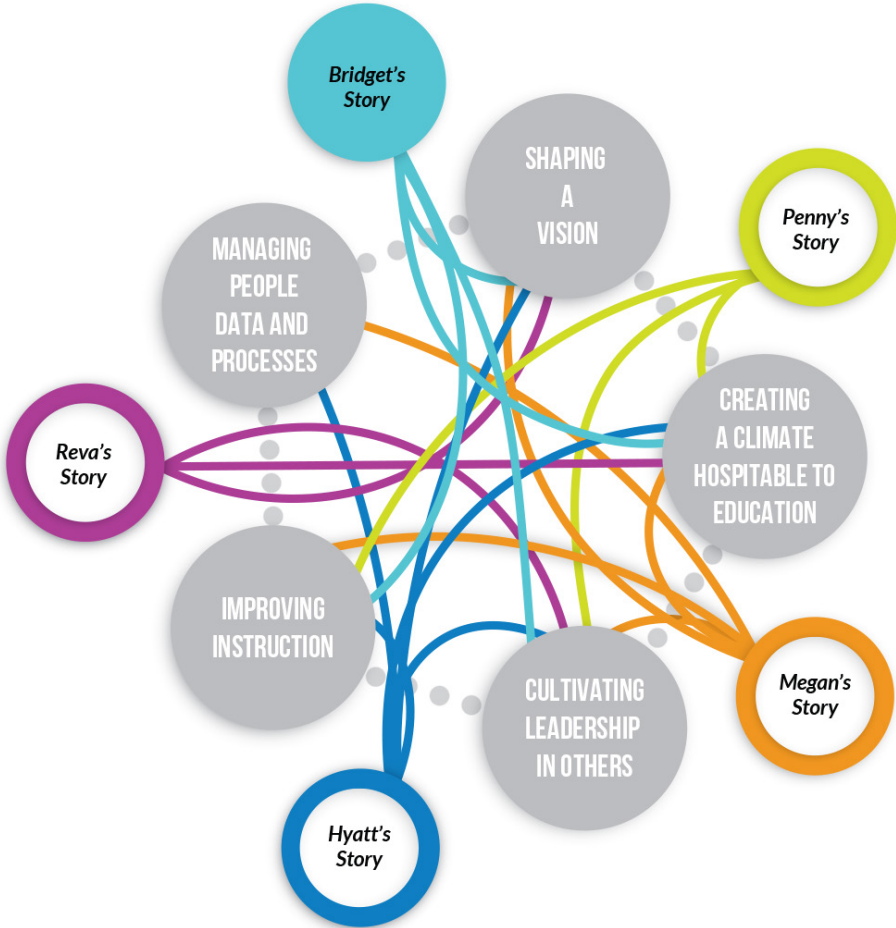 Bridget's
Story
SHAPING
A
VISION
Penny's
Story
MANAGING
PEOPLE
DATA AND
PROCESSES
CREATING
A CLIMATE
HOSPITABLE TO
EDUCATION
Reva's
Story
IMPROVING
INSTRUCTION
CULTIVATING
LEADERSHIP
IN OTHERS
Megan's
Story
Hyatt's
Story